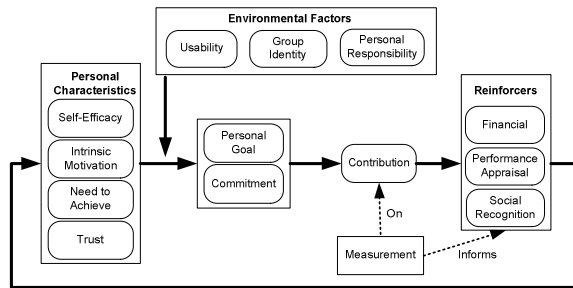 Environmental Factors
Usability
Group
Identity
Personal
Responsibility
Personal
Characteristics
Self-Efficacy
Intrinsic
Motivation
Need to
Achieve
Trust
Personal
Goal
Commitment
Contribution
Reinforcers
Financial
Performance
Appraisal
Social
Recognition
On
Measurement
Informs